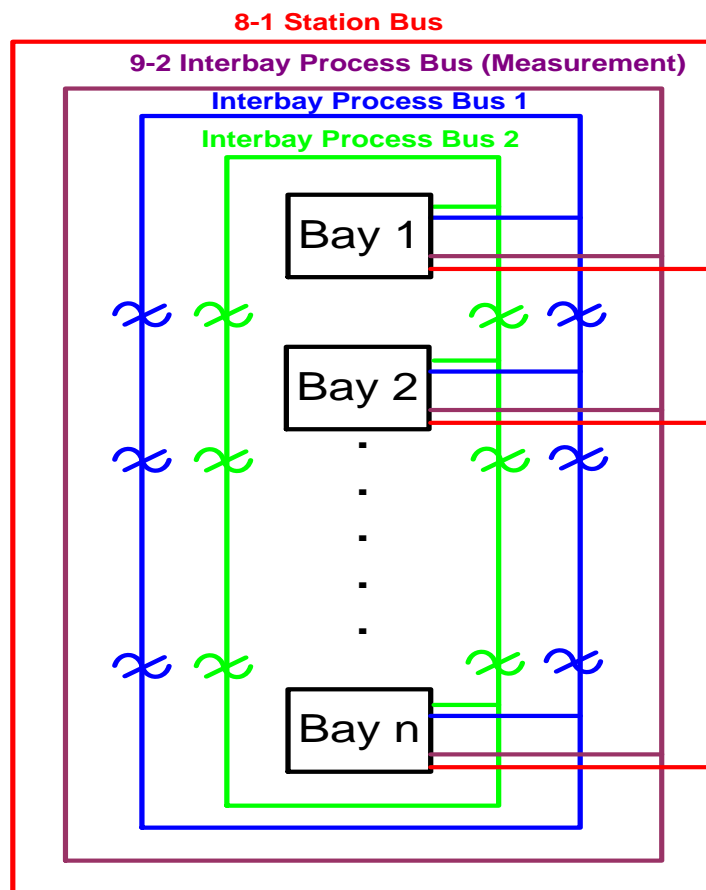 8-1 Station Bus
9-2 Interbay Process Bus (Measurement)
Interbay Process Bus 1
Interbay Process Bus 2
Bay 1
Bay 2
Bay n